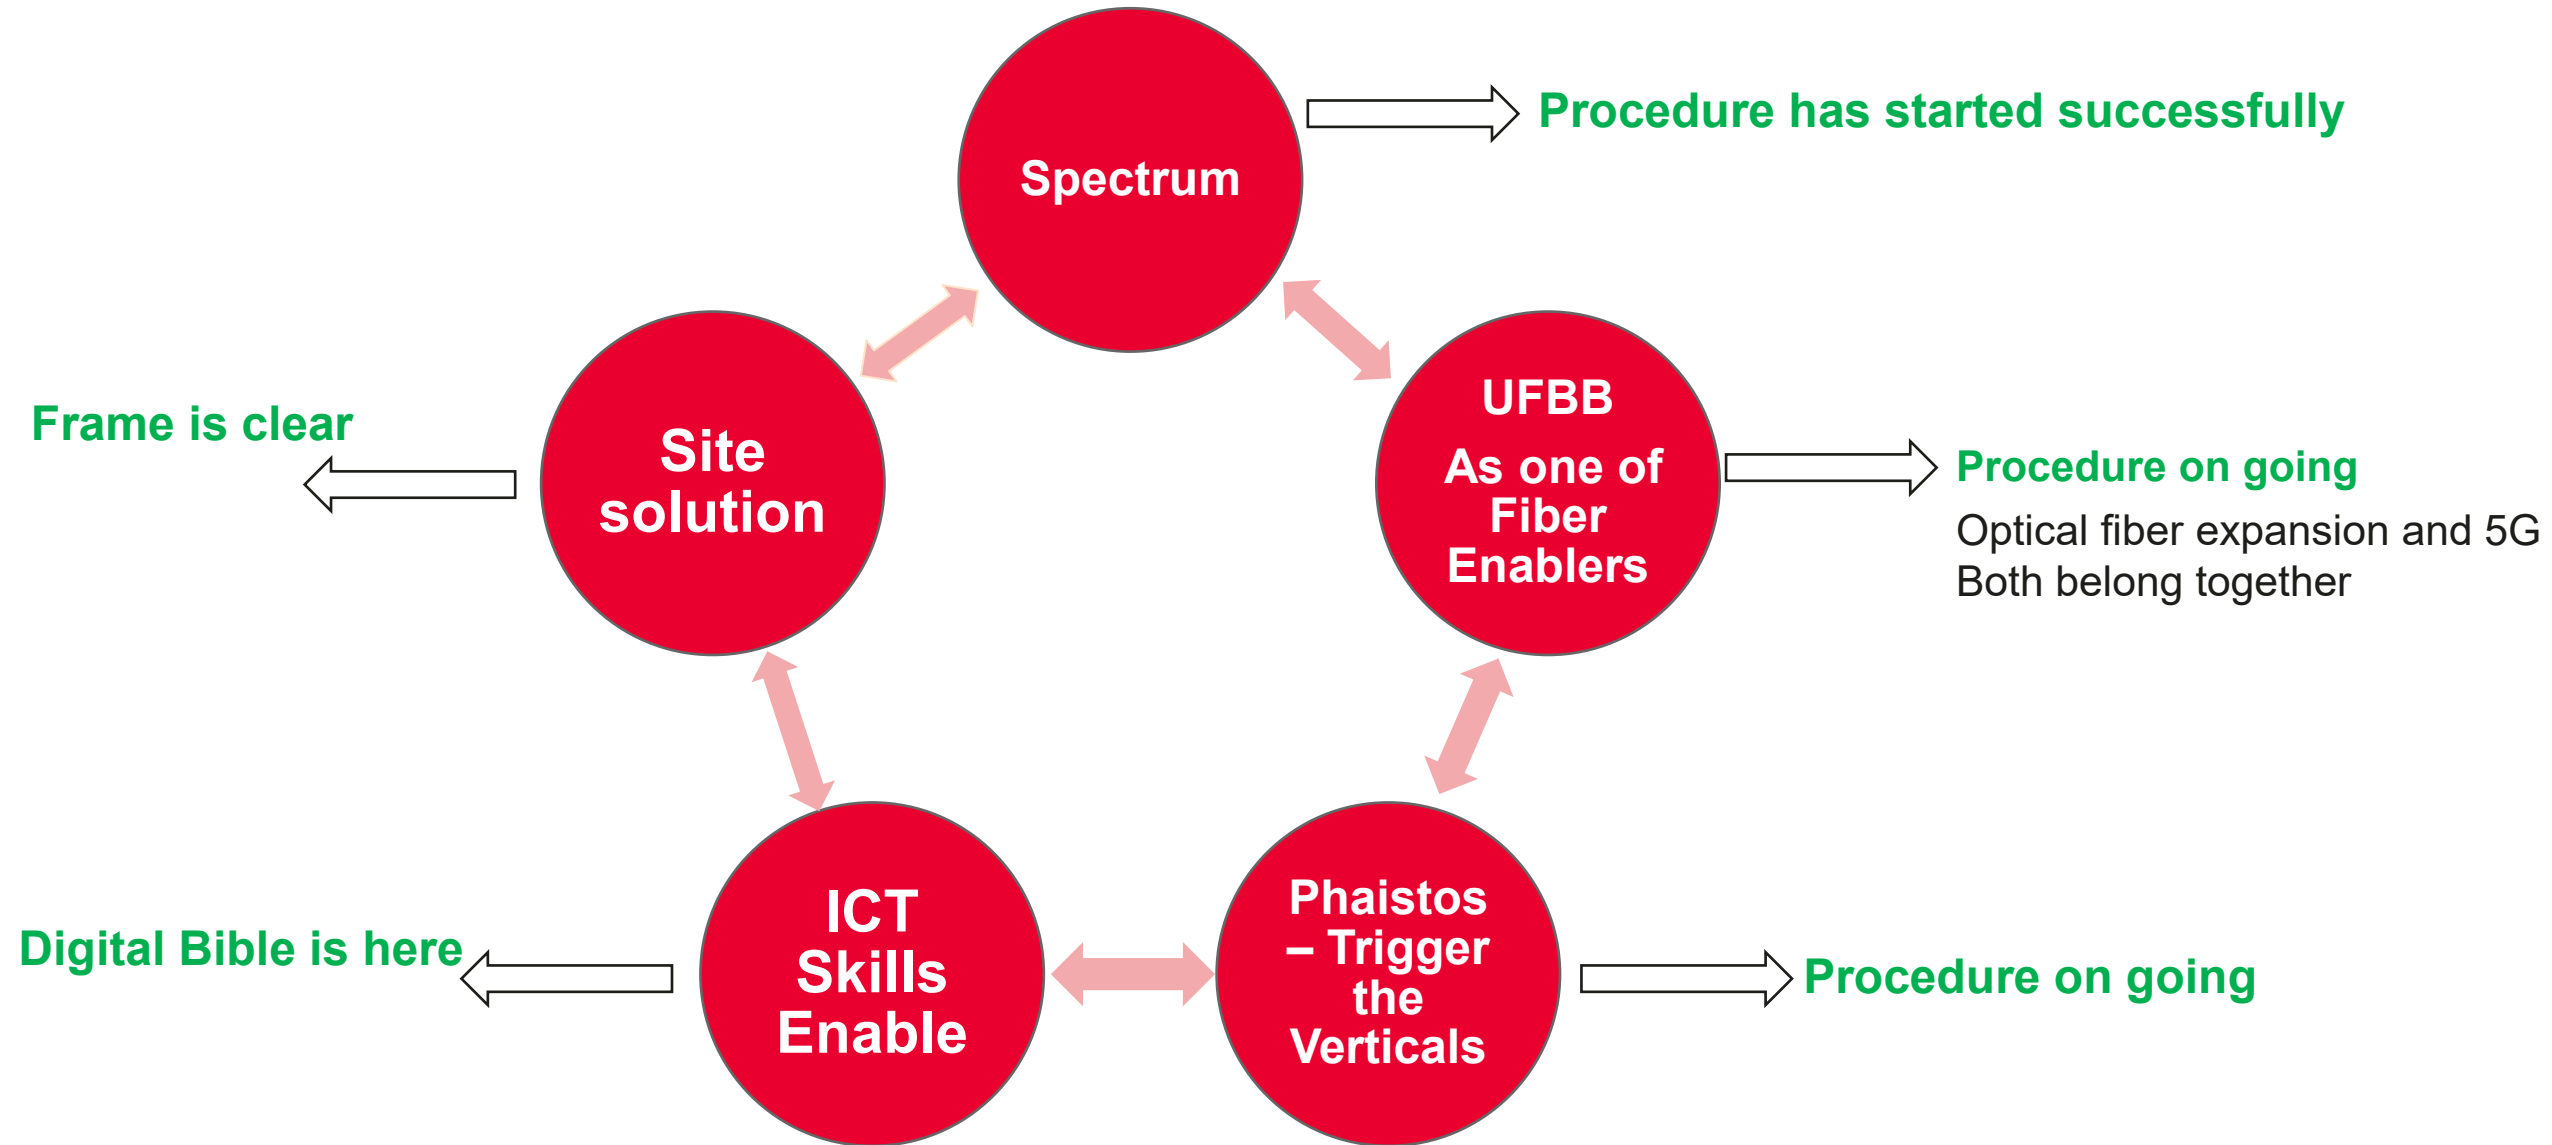 Spectrum
Procedure has started successfully
Frame is clear
Site
solution
UFBB
As one of
Fiber
Enablers
Procedure on going
Optical fiber expansion and 5G
Both belong together
Digital Bible is here
ICT
Skills
Enable
Phaistos
– Trigger
the
Verticals
Procedure on going